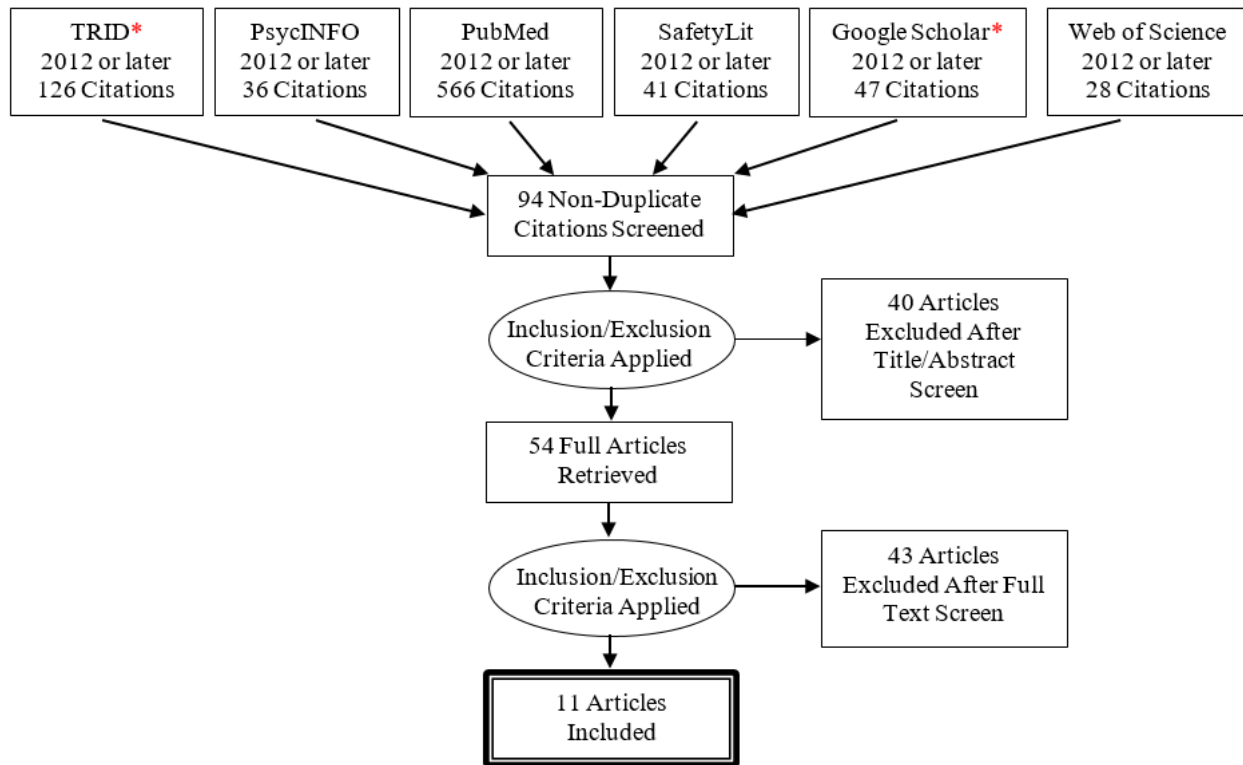 TRID*
2012 or later
126 Citations
PsycINFO
2012 or later
36 Citations
PubMed
2012 or later
566 Citations
SafetyLit
2012 or later
41 Citations
Google Scholar*
2012 or later
47 Citations
Web of Science
2012 or later
28 Citations
94 Non-Duplicate
Citations Screened
Inclusion/Exclusion
Criteria Applied
40 Articles
Excluded After
Title/Abstract
Screen
54 Full Articles
Retrieved
Inclusion/Exclusion
Criteria Applied
43 Articles
Excluded After Full
Text Screen
11 Articles
Included